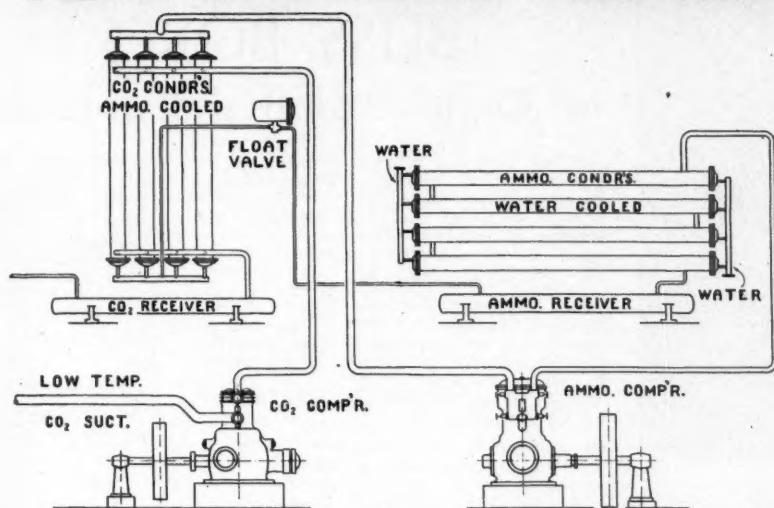 CO₂ CONDR'S.
AMMO. COOLED
FLOAT
VALVE
WATER
AMMO. CONDR'S.
WATER COOLED
CO₂ RECEIVER
AMMO. RECEIVER
WATER
LOW TEMP.
CO₂ SUCT.
CO₂ COMP'R.
AMMO. COMP'R.